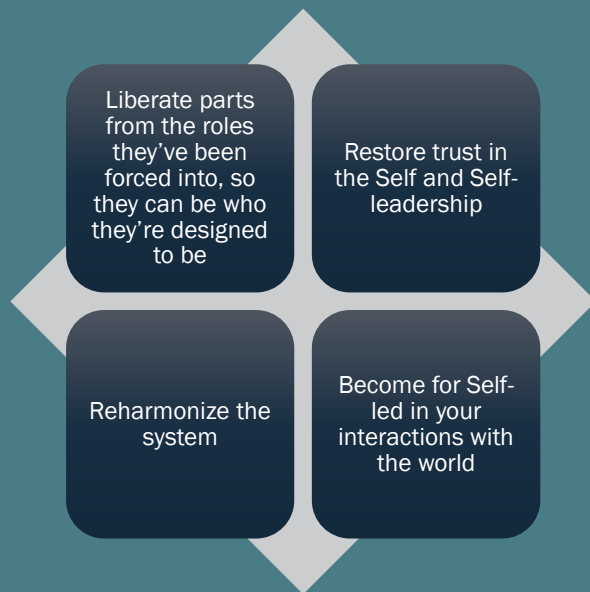 Liberate parts
from the roles
they’ve been
forced into, so
they can be who
they’re designed
to be
Restore trust in
the Self and Self-
leadership
Reharmonize the
system
Become for Self-
led in your
interactions with
the world